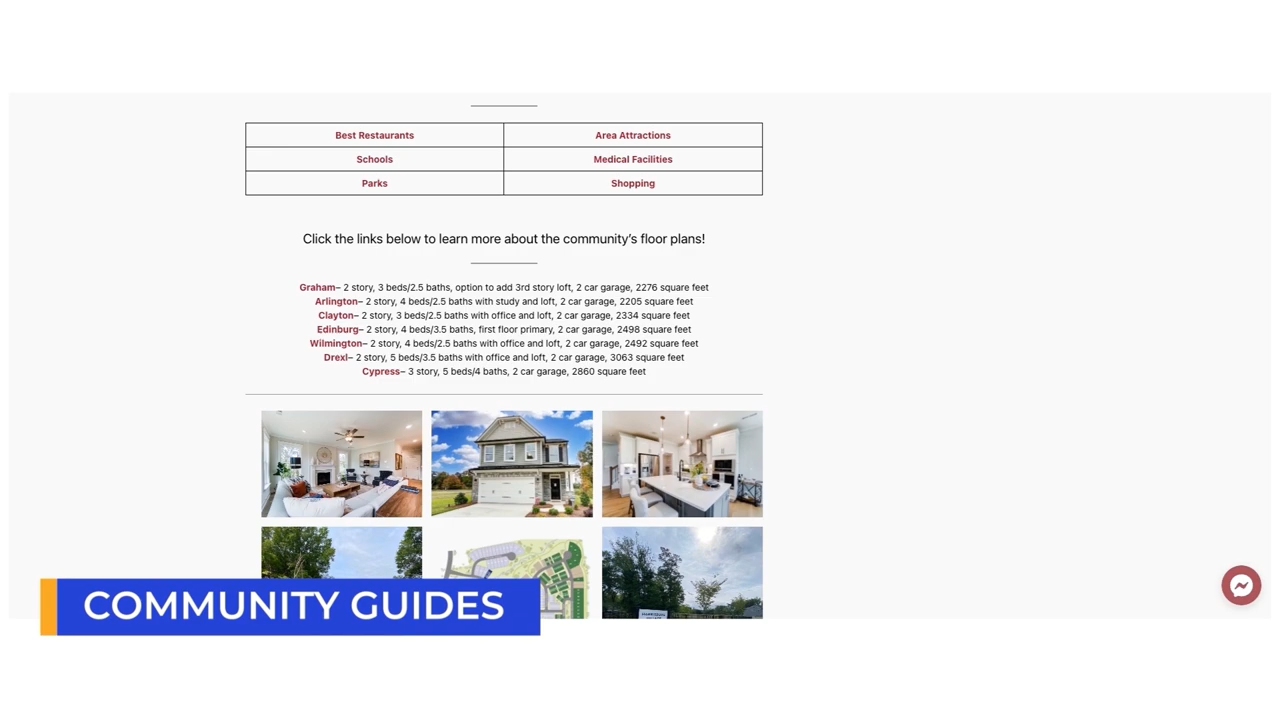 Best Restaurants Area Attractions
Schools Medical Facilities
Parks Shopping
Click the links below to learn more about the community’s floor plans!
Graham– 2 story, 3 beds/2.5 baths, option to add 3rd story loft, 2 car garage, 2276 square feet
Arlington– 2 story, 4 beds/2.5 baths with study and loft, 2 car garage, 2205 square feet
Clayton– 2 story, 3 beds/2.5 baths with office and loft, 2 car garage, 2334 square feet
Edinburg– 2 story, 4 beds/3.5 baths, first floor primary, 2 car garage, 2498 square feet
Wilmington– 2 story, 4 beds/2.5 baths with office and loft, 2 car garage, 2492 square feet
Drexl– 2 story, 5 beds/3.5 baths with office and loft, 2 car garage, 3063 square feet
Cypress– 3 story, 5 beds/4 baths, 2 car garage, 2860 square feet
COMMUNITY GUIDES